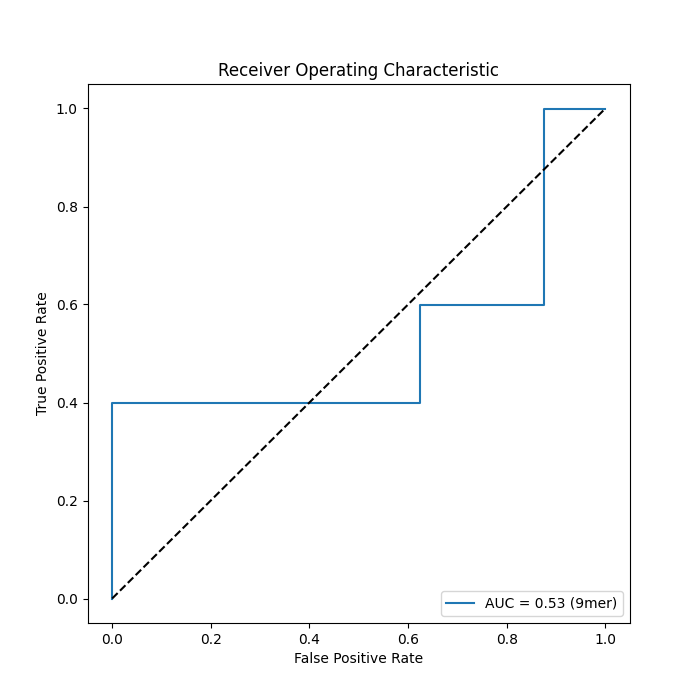 Receiver Operating Characteristic
True Positive Rate
1.0
0.8
0.6
0.4
0.2
0.0
AUC = 0.53 (9mer)
0.0 0.2 0.4 0.6 0.8 1.0
False Positive Rate